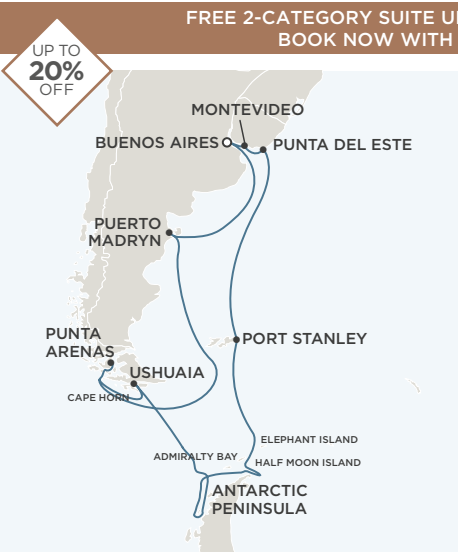 FREE 2-CATEGORY SUITE
BOOK NOW WITH
UP TO
20%
OFF
MONTEVIDEO
BUENOS AIRES
PUNTA DEL ESTE
PUERTO
MADRYN
PUNTA
ARENAS
PORT STANLEY
USHUAIA
CAPE HORN
ELEPHANT ISLAND
ADMIRALTY BAY
HALF MOON ISLAND
ANTARCTIC
PENINSULA